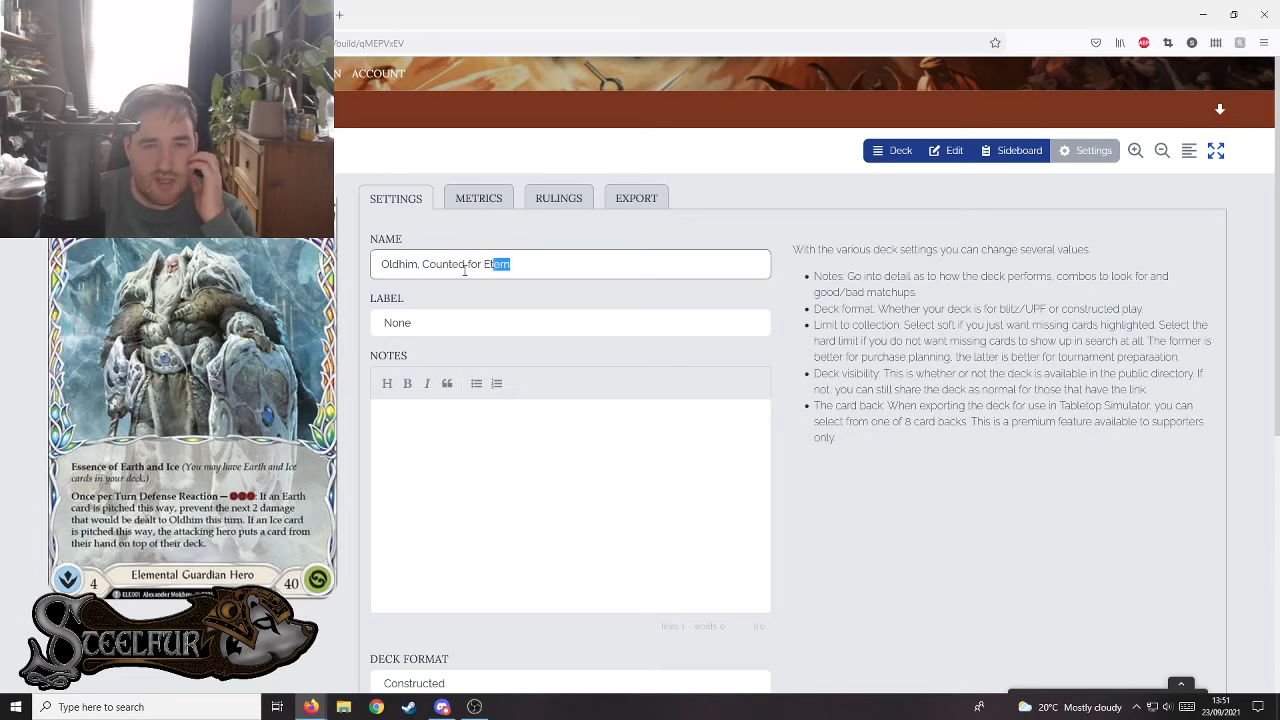 build/qMEPVxEV
ABP
N ACCOUNT
Deck
Edit
Sideboard
Settings
SETTINGS
METRICS
RULINGS
EXPORT
NAME
Oldhim, Counted for Etern
LABEL
None
NOTES
H B I
lines: 1 words: 0 0:0
DECK FORMAT
Constructed
With the various settings you can change several values:
Notes: Go into details as to how the deck performs, combos to look for and
good/bad matchups.
Deck format: Whether your deck is for blitz/UPF or constructed play.
Limit to collection: Select soft if you just want missing cards highlighted. Select the
hard limit if you do not want missing cards to show up in search at all. The former is
better for purchase planning, the latter is better for tournament preparation.
Deck visibility: This is whether or not the deck is available in the public directory. If
not, you can still share the deck as normal for those that have the link.
The card back: When exporting the deck for use in Tabletop Simulator, you can
select from one of 8 card backs. This is a premium feature available to supporters
only.
Essence of Earth and Ice (You may have Earth and Ice
cards in your deck.)
Once per Turn Defense Reaction — : If an Earth
card is pitched this way, prevent the next 2 damage
that would be dealt to Oldhim this turn. If an Ice card
is pitched this way, the attacking hero puts a card from
their hand on top of their deck.
4 Elemental Guardian Hero 40
ELE001
STEELFUR
Type here to search
13:51
23/09/2021